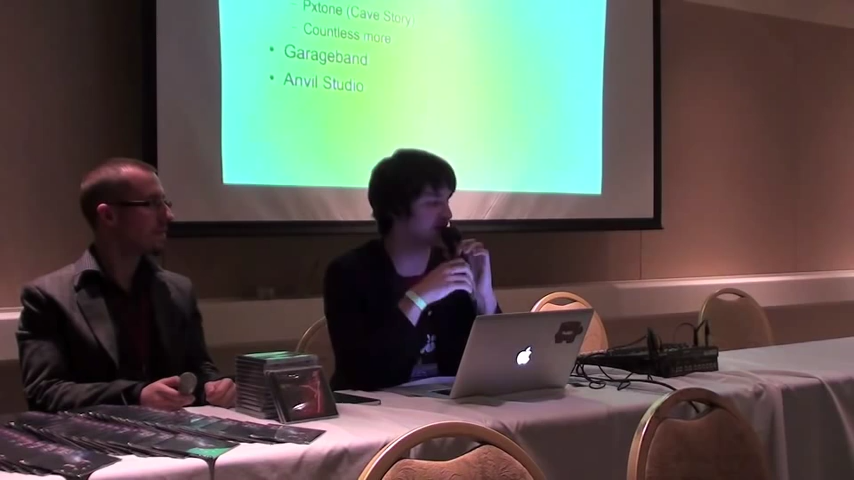 – Pxtone (Cave Story)
– Countless more
• Garageband
• Anvil Studio